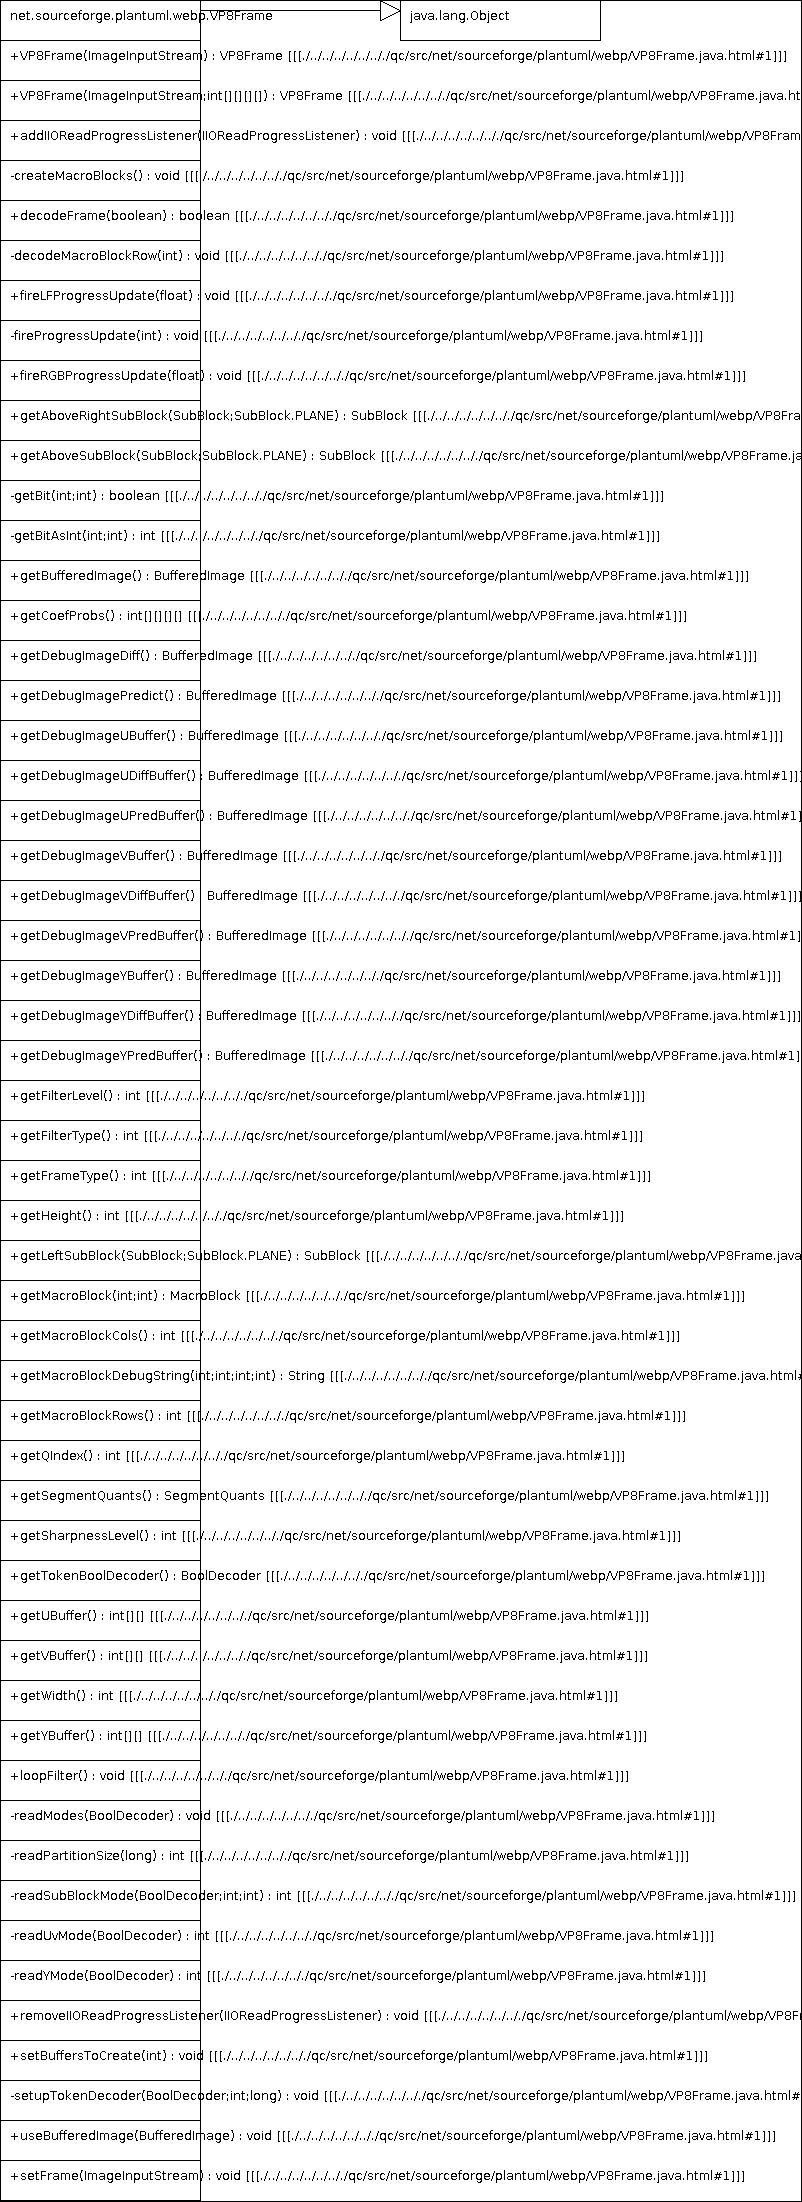 net.sourceforge.plantuml.webp.VP8Frame
java.lang.Object
+VP8Frame(ImageInputStream) : VP8Frame [[[./../../../../../../../qc/src/net/sourceforge/plantuml/webp/VP8Frame.java.html#1]]]
+VP8Frame(ImageInputStream;int[][][][]) : VP8Frame [[[./../../../../../../../qc/src/net/sourceforge/plantuml/webp/VP8Frame.java.ht
+addIIOReadProgressListener(IIOReadProgressListener) : void [[[./../../../../../../../qc/src/net/sourceforge/plantuml/webp/VP8Fram
-createMacroBlocks() : void [[[./../../../../../../../qc/src/net/sourceforge/plantuml/webp/VP8Frame.java.html#1]]]
+decodeFrame(boolean) : boolean [[[./../../../../../../../qc/src/net/sourceforge/plantuml/webp/VP8Frame.java.html#1]]]
-decodeMacroBlockRow(int) : void [[[./../../../../../../../qc/src/net/sourceforge/plantuml/webp/VP8Frame.java.html#1]]]
+fireLFProgressUpdate(float) : void [[[./../../../../../../../qc/src/net/sourceforge/plantuml/webp/VP8Frame.java.html#1]]]
-fireProgressUpdate(int) : void [[[./../../../../../../../qc/src/net/sourceforge/plantuml/webp/VP8Frame.java.html#1]]]
+fireRGBProgressUpdate(float) : void [[[./../../../../../../../qc/src/net/sourceforge/plantuml/webp/VP8Frame.java.html#1]]]
+getAboveRightSubBlock(SubBlock;SubBlock.PLANE) : SubBlock [[[./../../../../../../../qc/src/net/sourceforge/plantuml/webp/VP8Fra
+getAboveSubBlock(SubBlock;SubBlock.PLANE) : SubBlock [[[./../../../../../../../qc/src/net/sourceforge/plantuml/webp/VP8Frame.ja
-getBit(int;int) : boolean [[[./../../../../../../../qc/src/net/sourceforge/plantuml/webp/VP8Frame.java.html#1]]]
-getBitAsInt(int;int) : int [[[./../../../../../../../qc/src/net/sourceforge/plantuml/webp/VP8Frame.java.html#1]]]
+getBufferedImage() : BufferedImage [[[./../../../../../../../qc/src/net/sourceforge/plantuml/webp/VP8Frame.java.html#1]]]
+getCoefProbs() : int[][][][] [[[./../../../../../../../qc/src/net/sourceforge/plantuml/webp/VP8Frame.java.html#1]]]
+getDebugImageDiff() : BufferedImage [[[./../../../../../../../qc/src/net/sourceforge/plantuml/webp/VP8Frame.java.html#1]]]
+getDebugImagePredict() : BufferedImage [[[./../../../../../../../qc/src/net/sourceforge/plantuml/webp/VP8Frame.java.html#1]]]
+getDebugImageUBuffer() : BufferedImage [[[./../../../../../../../qc/src/net/sourceforge/plantuml/webp/VP8Frame.java.html#1]]]
+getDebugImageUDiffBuffer() : BufferedImage [[[./../../../../../../../qc/src/net/sourceforge/plantuml/webp/VP8Frame.java.html#1]]]
+getDebugImageUPredBuffer() : BufferedImage [[[./../../../../../../../qc/src/net/sourceforge/plantuml/webp/VP8Frame.java.html#1]
+getDebugImageVBuffer() : BufferedImage [[[./../../../../../../../qc/src/net/sourceforge/plantuml/webp/VP8Frame.java.html#1]]]
+getDebugImageVDiffBuffer() : BufferedImage [[[./../../../../../../../qc/src/net/sourceforge/plantuml/webp/VP8Frame.java.html#1]]]
+getDebugImageVPredBuffer() : BufferedImage [[[./../../../../../../../qc/src/net/sourceforge/plantuml/webp/VP8Frame.java.html#1]
+getDebugImageYBuffer() : BufferedImage [[[./../../../../../../../qc/src/net/sourceforge/plantuml/webp/VP8Frame.java.html#1]]]
+getDebugImageYDiffBuffer() : BufferedImage [[[./../../../../../../../qc/src/net/sourceforge/plantuml/webp/VP8Frame.java.html#1]]]
+getDebugImageYPredBuffer() : BufferedImage [[[./../../../../../../../qc/src/net/sourceforge/plantuml/webp/VP8Frame.java.html#1]
+getFilterLevel() : int [[[./../../../../../../../qc/src/net/sourceforge/plantuml/webp/VP8Frame.java.html#1]]]
+getFilterType() : int [[[./../../../../../../../qc/src/net/sourceforge/plantuml/webp/VP8Frame.java.html#1]]]
+getFrameType() : int [[[./../../../../../../../qc/src/net/sourceforge/plantuml/webp/VP8Frame.java.html#1]]]
+getHeight() : int [[[./../../../../../../../qc/src/net/sourceforge/plantuml/webp/VP8Frame.java.html#1]]]
+getLeftSubBlock(SubBlock;SubBlock.PLANE) : SubBlock [[[./../../../../../../../qc/src/net/sourceforge/plantuml/webp/VP8Frame.java
+getMacroBlock(int;int) : MacroBlock [[[./../../../../../../../qc/src/net/sourceforge/plantuml/webp/VP8Frame.java.html#1]]]
+getMacroBlockCols() : int [[[./../../../../../../../qc/src/net/sourceforge/plantuml/webp/VP8Frame.java.html#1]]]
+getMacroBlockDebugString(int;int;int;int) : String [[[./../../../../../../../qc/src/net/sourceforge/plantuml/webp/VP8Frame.java.html#
+getMacroBlockRows() : int [[[./../../../../../../../qc/src/net/sourceforge/plantuml/webp/VP8Frame.java.html#1]]]
+getQIndex() : int [[[./../../../../../../../qc/src/net/sourceforge/plantuml/webp/VP8Frame.java.html#1]]]
+getSegmentQuants() : SegmentQuants [[[./../../../../../../../qc/src/net/sourceforge/plantuml/webp/VP8Frame.java.html#1]]]
+getSharpnessLevel() : int [[[./../../../../../../../qc/src/net/sourceforge/plantuml/webp/VP8Frame.java.html#1]]]
+getTokenBoolDecoder() : BoolDecoder [[[./../../../../../../../qc/src/net/sourceforge/plantuml/webp/VP8Frame.java.html#1]]]
+getUBuffer() : int[][] [[[./../../../../../../../qc/src/net/sourceforge/plantuml/webp/VP8Frame.java.html#1]]]
+getVBuffer() : int[][] [[[./../../../../../../../qc/src/net/sourceforge/plantuml/webp/VP8Frame.java.html#1]]]
+getWidth() : int [[[./../../../../../../../qc/src/net/sourceforge/plantuml/webp/VP8Frame.java.html#1]]]
+getYBuffer() : int[][] [[[./../../../../../../../qc/src/net/sourceforge/plantuml/webp/VP8Frame.java.html#1]]]
+loopFilter() : void [[[./../../../../../../../qc/src/net/sourceforge/plantuml/webp/VP8Frame.java.html#1]]]
-readModes(BoolDecoder) : void [[[./../../../../../../../qc/src/net/sourceforge/plantuml/webp/VP8Frame.java.html#1]]]
-readPartitionSize(long) : int [[[./../../../../../../../qc/src/net/sourceforge/plantuml/webp/VP8Frame.java.html#1]]]
-readSubBlockMode(BoolDecoder;int;int) : int [[[./../../../../../../../qc/src/net/sourceforge/plantuml/webp/VP8Frame.java.html#1]]]
-readUvMode(BoolDecoder) : int [[[./../../../../../../../qc/src/net/sourceforge/plantuml/webp/VP8Frame.java.html#1]]]
-readYMode(BoolDecoder) : int [[[./../../../../../../../qc/src/net/sourceforge/plantuml/webp/VP8Frame.java.html#1]]]
+removeIIOReadProgressListener(IIOReadProgressListener) : void [[[./../../../../../../../qc/src/net/sourceforge/plantuml/webp/VP8Fr
+setBuffersToCreate(int) : void [[[./../../../../../../../qc/src/net/sourceforge/plantuml/webp/VP8Frame.java.html#1]]]
-setupTokenDecoder(BoolDecoder;int;long) : void [[[./../../../../../../../qc/src/net/sourceforge/plantuml/webp/VP8Frame.java.html#
+useBufferedImage(BufferedImage) : void [[[./../../../../../../../qc/src/net/sourceforge/plantuml/webp/VP8Frame.java.html#1]]]
+setFrame(ImageInputStream) : void [[[./../../../../../../../qc/src/net/sourceforge/plantuml/webp/VP8Frame.java.html#1]]]